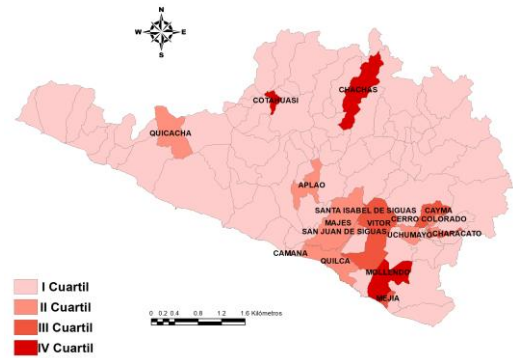 N
W E
S
CHACHAS
COTAHUASI
QUICACHA
APLAO
SANTA ISABEL DE SIGUAS
CAYMA
MAJES
VITOR
CERRO COLORADO
SAN JUAN DE SIGUAS
UCHUMAYO
CHARACATO
CAMANA
QUILCA
MOLLENDO
MEJIA
I Cuartil
II Cuartil
III Cuartil
IV Cuartil
0 0.2 0.4 0.8 1.2 1.6 Kilómetros